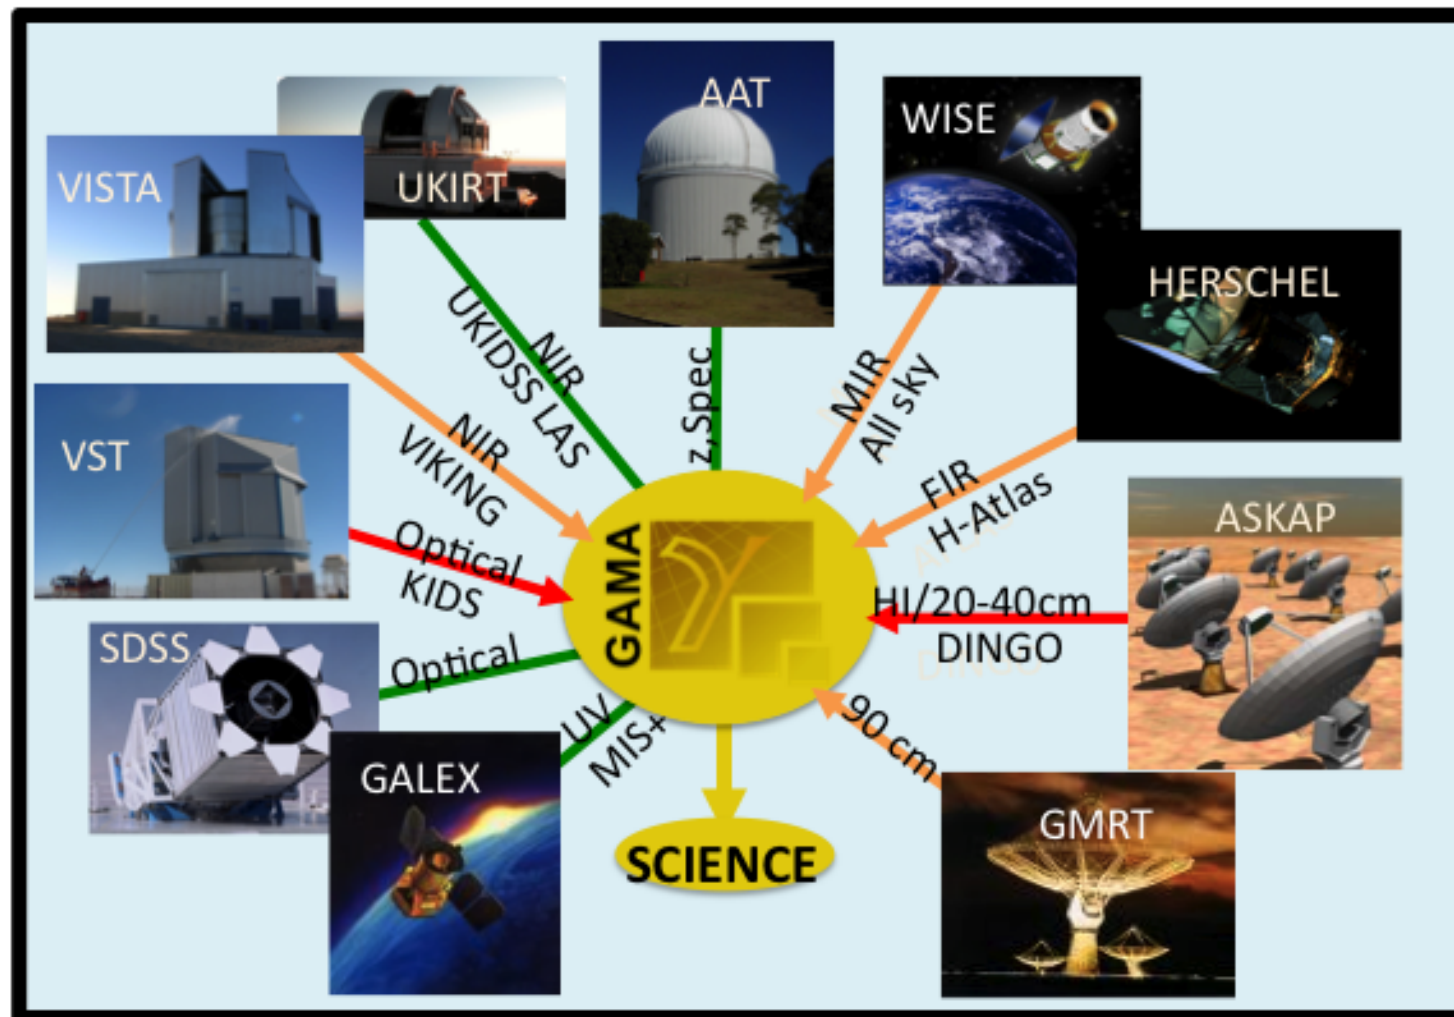 AAT
WISE
UKIRT
VISTA
HERSCHEL
NIR
UKIDSS LAS
z,Spec
MIR
All sky
NIR
VIKING
FIR
H-Atlas
VST
ASKAP
Optical
KIDS
GAMA
γ
HI/20-40cm
DINGO
SDSS
Optical
UV
MIS+
90 cm
GALEX
GMRT
SCIENCE